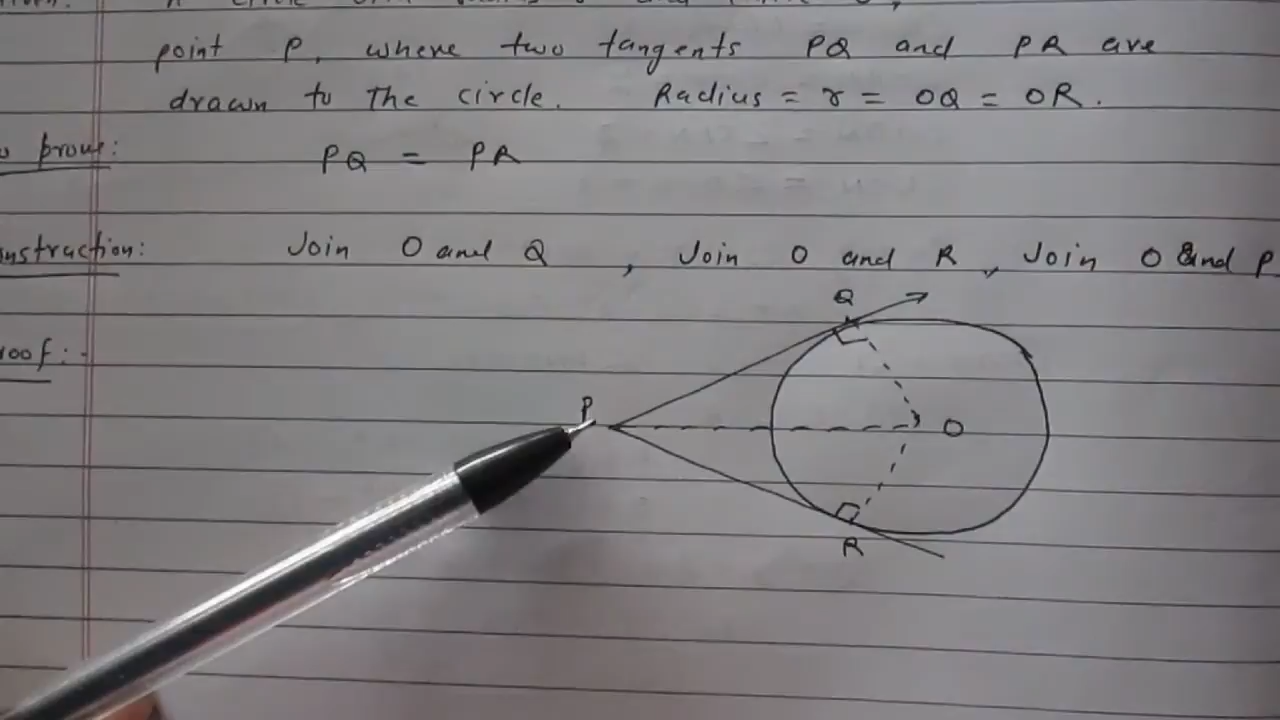 point P, where two tangents PQ and PR are
drawn to the circle. Radius = r = OQ = OR.
prove: PQ = PR
Join O and Q, Join O and R, Join O and P
Q
P
O
R